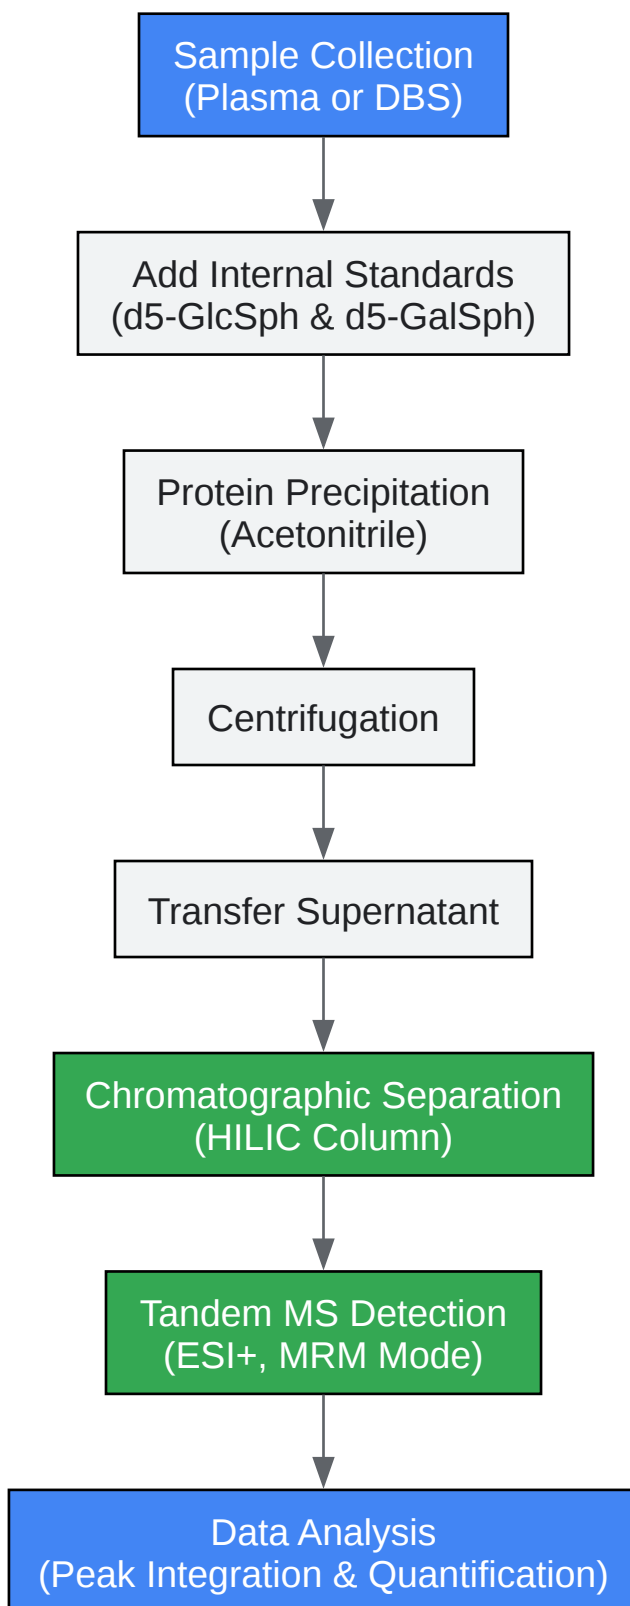 Sample Collection
(Plasma or DBS)
Add Internal Standards
(d5-GlcSph & d5-GalSph)
Protein Precipitation
(Acetonitrile)
Centrifugation
Transfer Supernatant
Chromatographic Separation
(HILIC Column)
Tandem MS Detection
(ESI+, MRM Mode)
Data Analysis
(Peak Integration & Quantification)